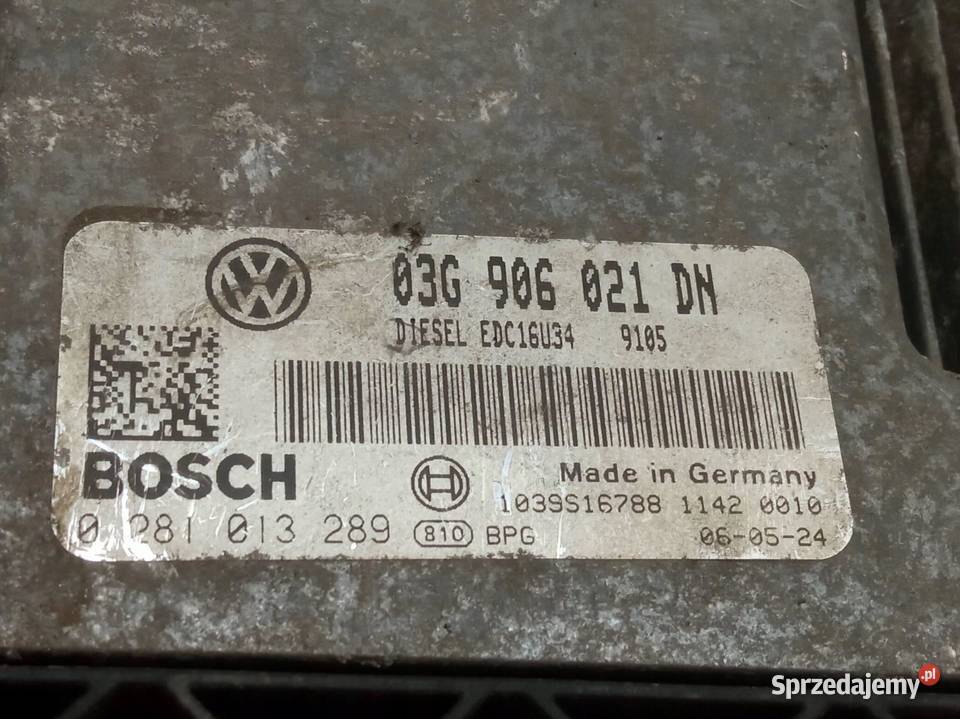 03G 906 021 DN
DIESEL EDC16U34 9105
BOSCH
Made in Germany
1039S16788 1142 0010
0 281 013 289 810 BPG 06-05-24
Sprzedajemy.pl